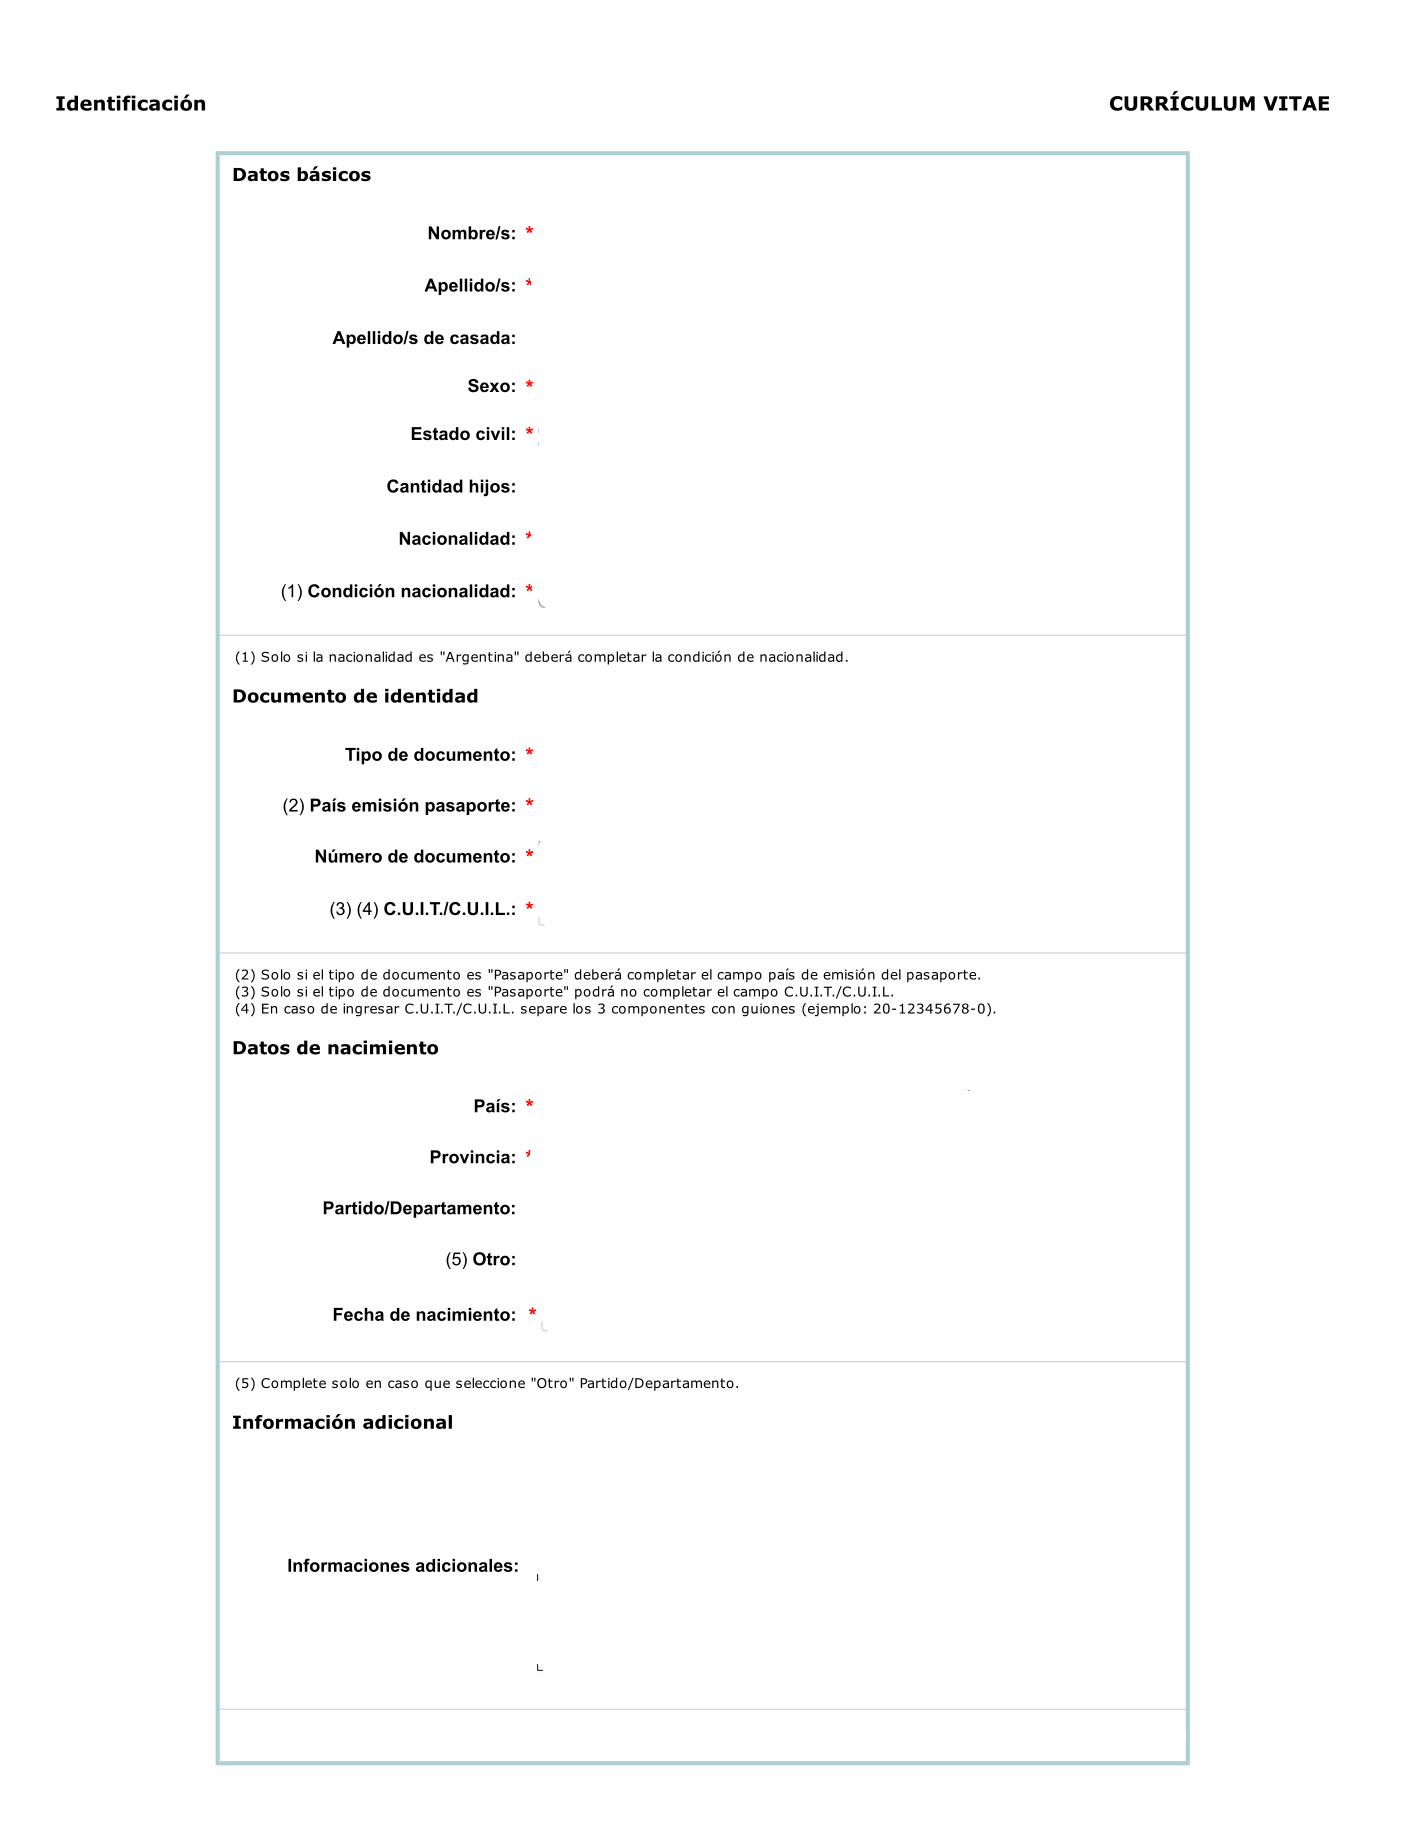 Identificación
CURRÍCULUM VITAE
Datos básicos
Nombre/s: *
Apellido/s: *
Apellido/s de casada:
Sexo: *
Estado civil: *
Cantidad hijos:
Nacionalidad: *
(1) Condición nacionalidad: *
(1) Solo si la nacionalidad es "Argentina" deberá completar la condición de nacionalidad.
Documento de identidad
Tipo de documento: *
(2) País emisión pasaporte: *
Número de documento: *
(3) (4) C.U.I.T./C.U.I.L.: *
(2) Solo si el tipo de documento es "Pasaporte" deberá completar el campo país de emisión del pasaporte.
(3) Solo si el tipo de documento es "Pasaporte" podrá no completar el campo C.U.I.T./C.U.I.L.
(4) En caso de ingresar C.U.I.T./C.U.I.L. separe los 3 componentes con guiones (ejemplo: 20-12345678-0).
Datos de nacimiento
País: *
Provincia: *
Partido/Departamento:
(5) Otro:
Fecha de nacimiento: *
(5) Complete solo en caso que seleccione "Otro" Partido/Departamento.
Información adicional
Informaciones adicionales: